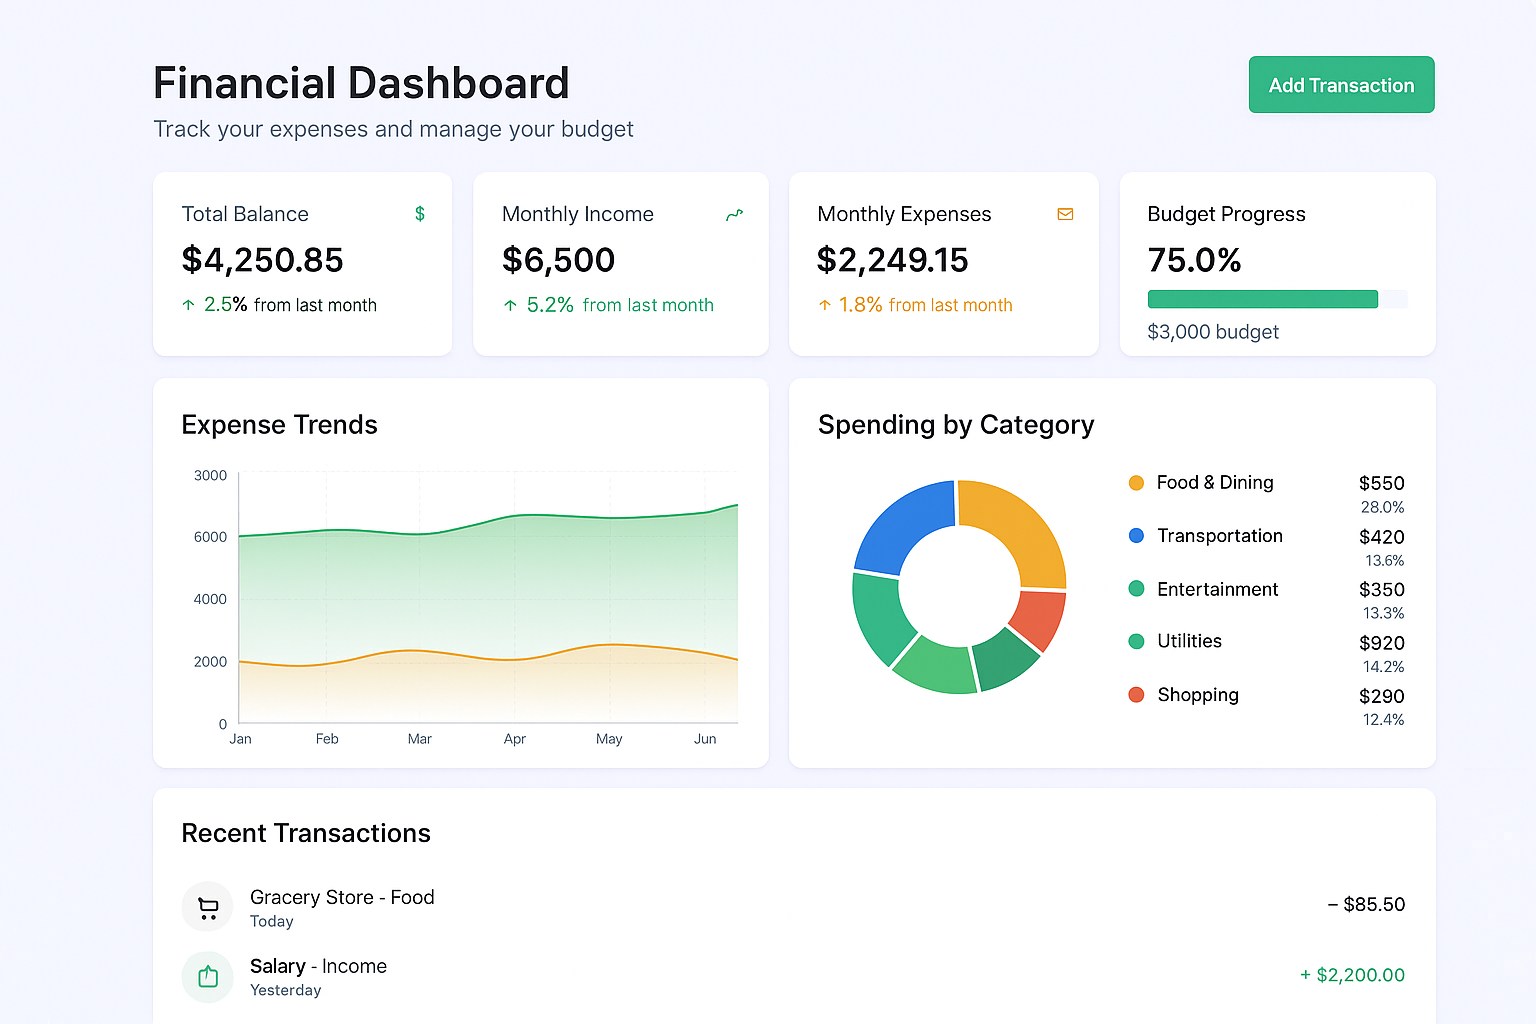 Financial Dashboard
Track your expenses and manage your budget
Add Transaction
Total Balance
$
$4,250.85
↑ 2.5% from last month
Monthly Income
$6,500
↑ 5.2% from last month
Monthly Expenses
$2,249.15
↑ 1.8% from last month
Budget Progress
75.0%
$3,000 budget
Expense Trends
3000
6000
4000
2000
0
Jan Feb Mar Apr May Jun
Spending by Category
Food & Dining $550
28.0%
Transportation $420
13.6%
Entertainment $350
13.3%
Utilities $920
14.2%
Shopping $290
12.4%
Recent Transactions
Gracery Store - Food
Today
– $85.50
Salary - Income
Yesterday
+ $2,200.00